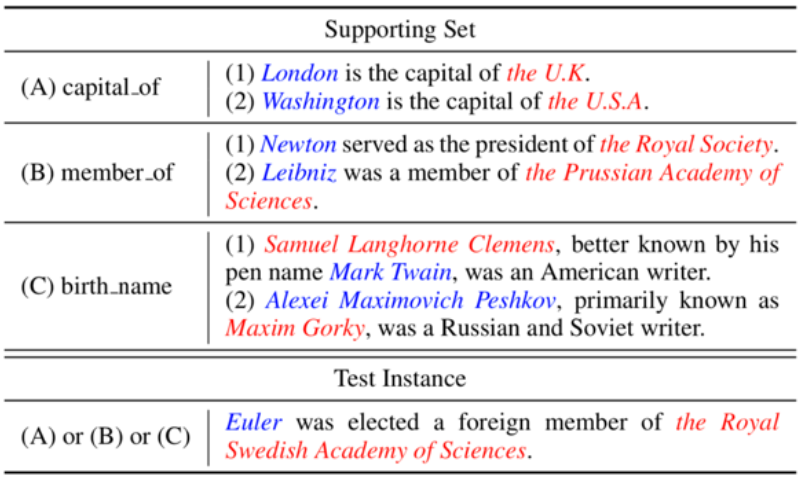 Supporting Set
(A) capital_of
(1) London is the capital of the U.K.
(2) Washington is the capital of the U.S.A.
(B) member_of
(1) Newton served as the president of the Royal Society.
(2) Leibniz was a member of the Prussian Academy of
Sciences.
(C) birth_name
(1) Samuel Langhorne Clemens, better known by his
pen name Mark Twain, was an American writer.
(2) Alexei Maximovich Peshkov, primarily known as
Maxim Gorky, was a Russian and Soviet writer.
Test Instance
(A) or (B) or (C)
Euler was elected a foreign member of the Royal
Swedish Academy of Sciences.